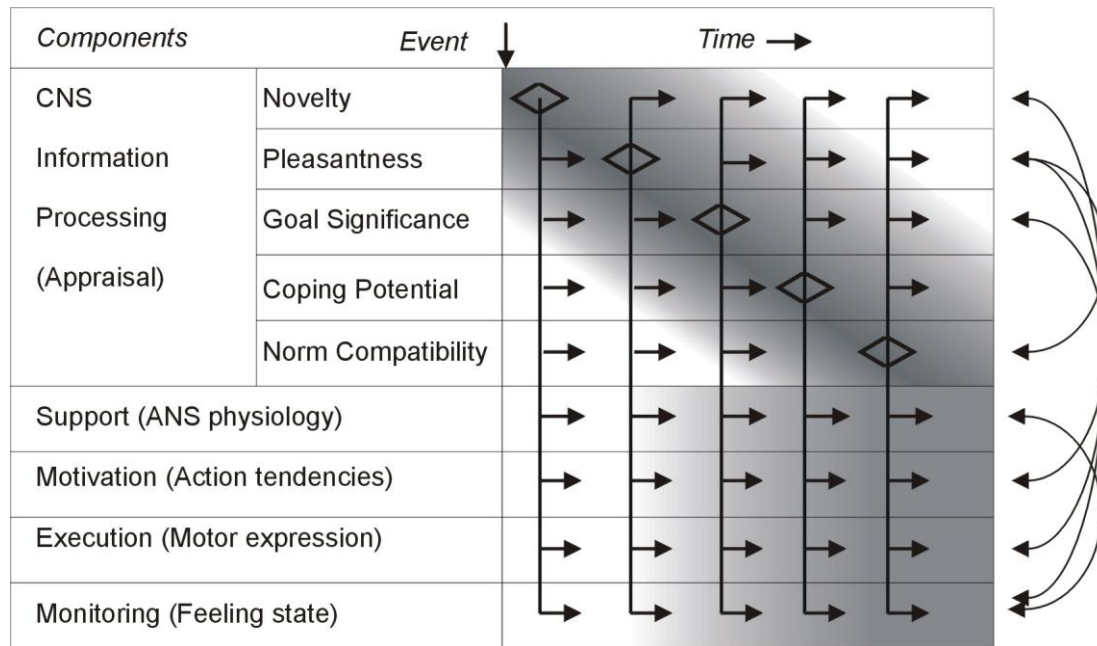 Components Event Time
CNS Novelty
Information Pleasantness
Processing Goal Significance
(Appraisal) Coping Potential
Norm Compatibility
Support (ANS physiology)
Motivation (Action tendencies)
Execution (Motor expression)
Monitoring (Feeling state)